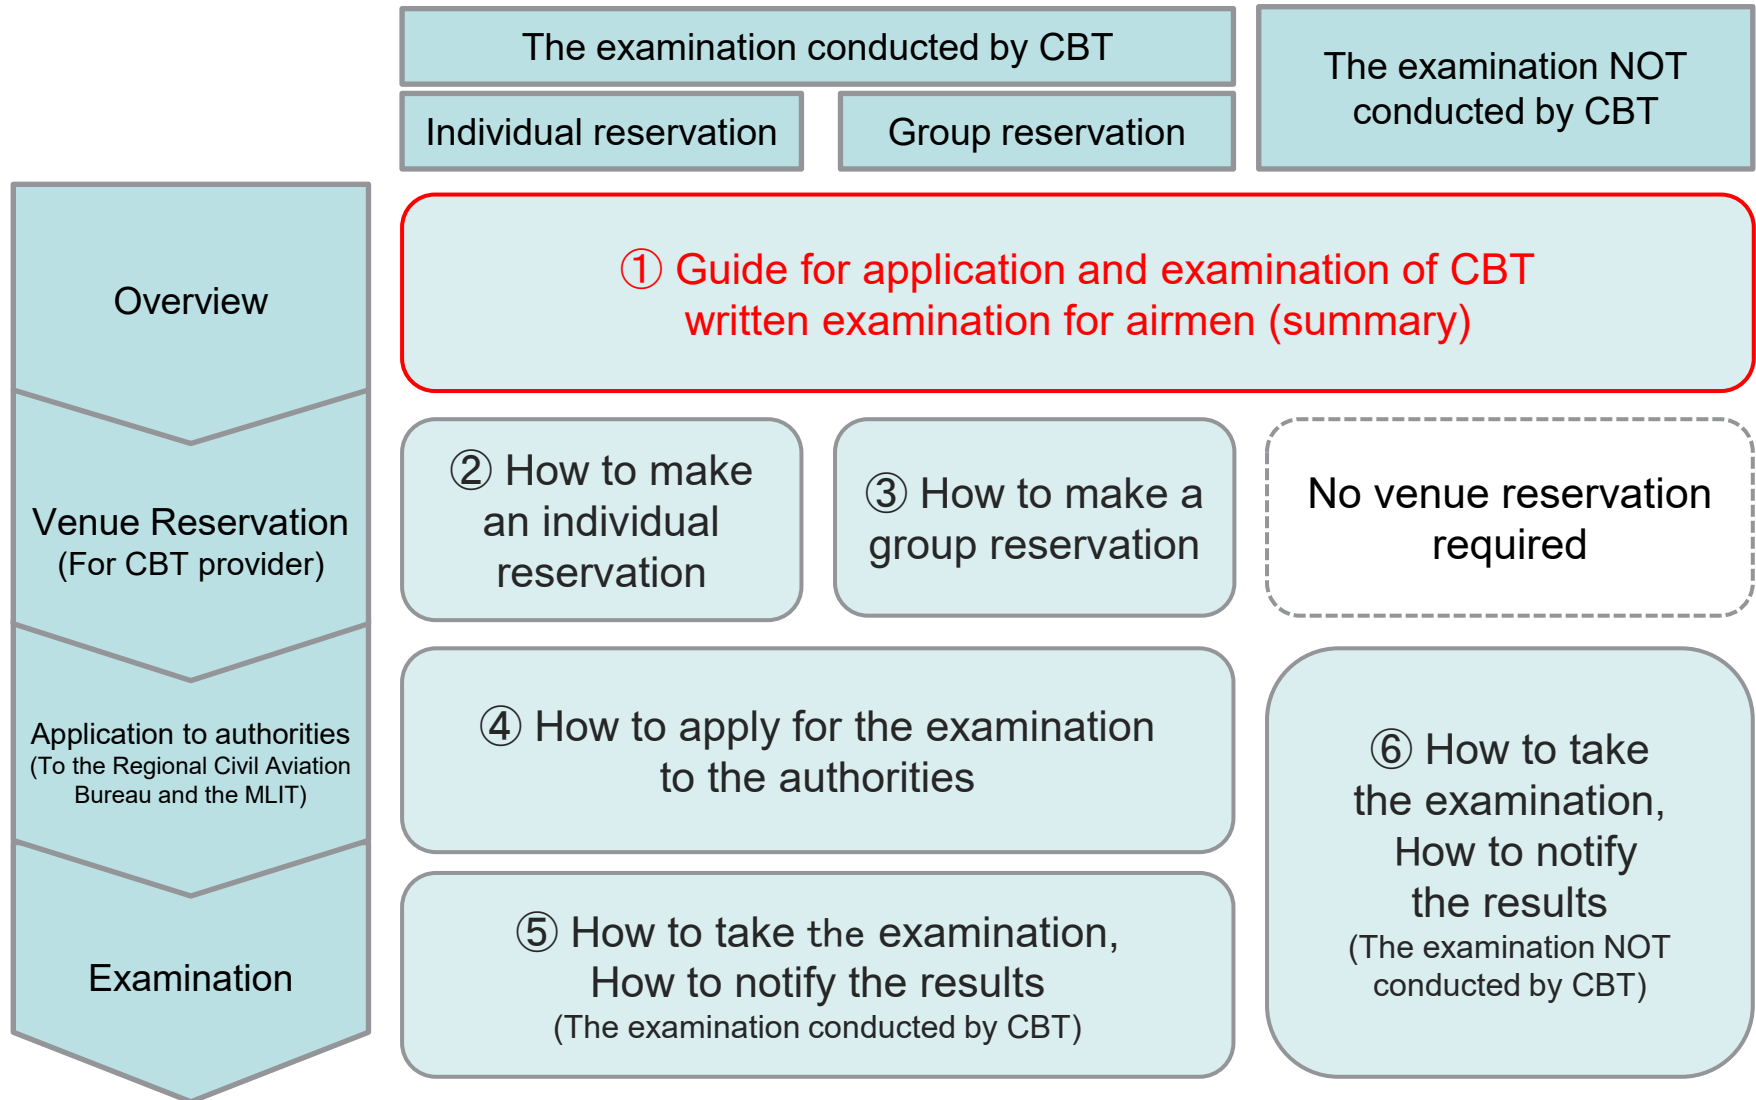 The examination conducted by CBT
The examination NOT
conducted by CBT
Individual reservation
Group reservation
Overview
① Guide for application and examination of CBT
written examination for airmen (summary)
Venue Reservation
(For CBT provider)
② How to make
an individual
reservation
③ How to make a
group reservation
No venue reservation
required
Application to authorities
(To the Regional Civil Aviation
Bureau and the MLIT)
④ How to apply for the examination
to the authorities
⑥ How to take
the examination,
How to notify
the results
(The examination NOT
conducted by CBT)
Examination
⑤ How to take the examination,
How to notify the results
(The examination conducted by CBT)